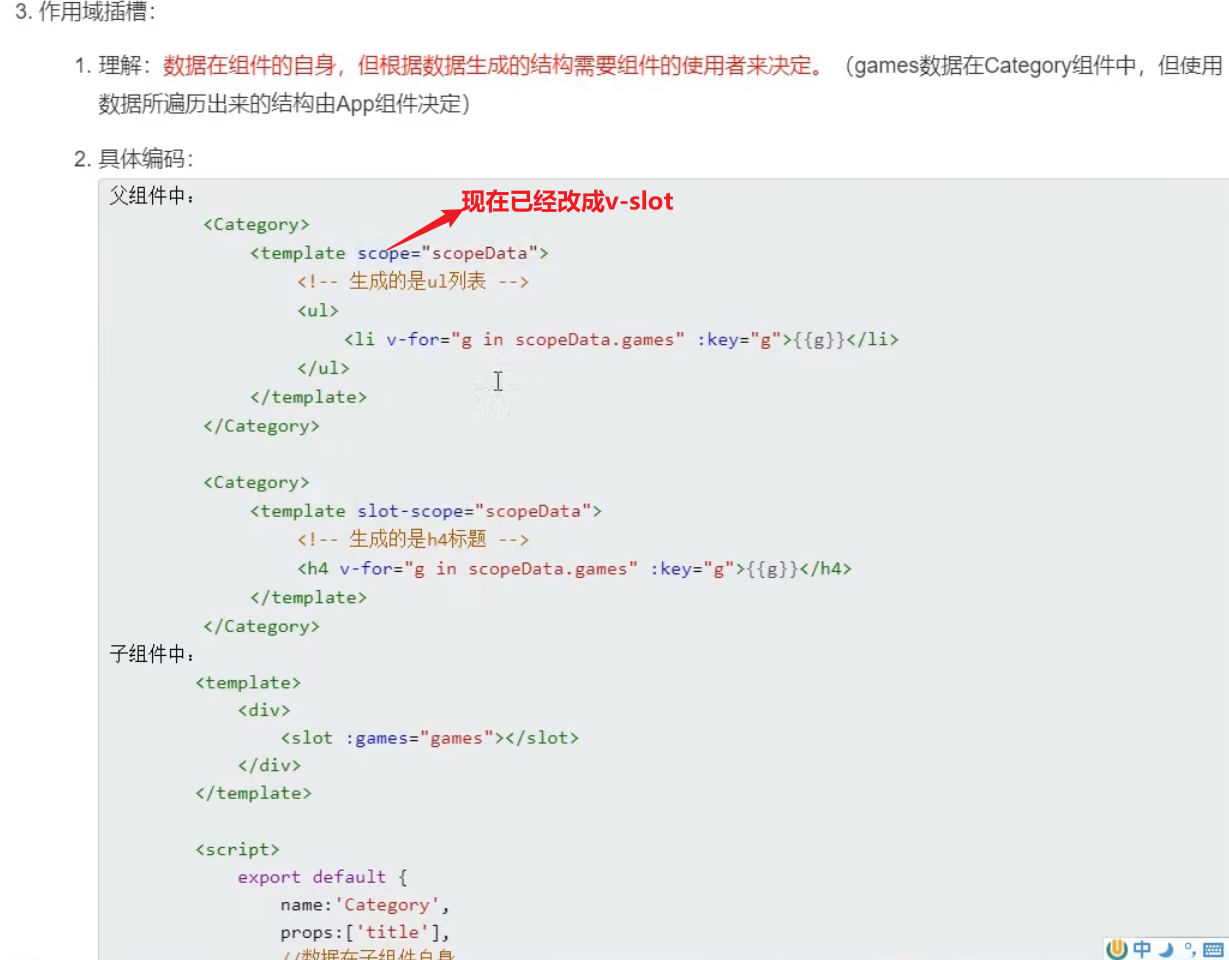 3. 作用域插槽：
1. 理解：数据在组件的自身，但根据数据生成的结构需要组件的使用者来决定。（games数据在Category组件中，但使用
数据所遍历出来的结构由App组件决定）
2. 具体编码：
父组件中：
现在已经改成v-slot
<Category>
<template scope="scopeData">
<!-- 生成的是ul列表 -->
<ul>
<li v-for="g in scopeData.games" :key="g">{{g}}</li>
</ul>
</template>
</Category>
<Category>
<template slot-scope="scopeData">
<!-- 生成的是h4标题 -->
<h4 v-for="g in scopeData.games" :key="g">{{g}}</h4>
</template>
</Category>
子组件中：
<template>
<div>
<slot :games="games"></slot>
</div>
</template>
<script>
export default {
name:'Category',
props:['title'],
//数据在子组件自身
中